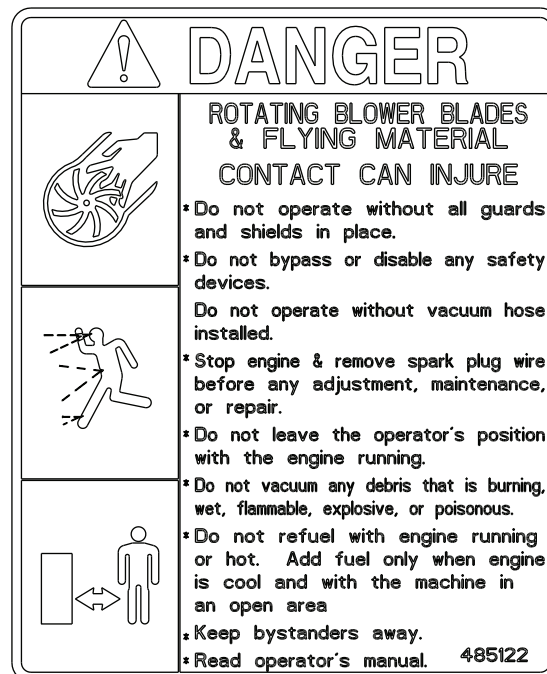 DANGER
ROTATING BLOWER BLADES
& FLYING MATERIAL
CONTACT CAN INJURE
* Do not operate without all guards
and shields in place.
* Do not bypass or disable any safety
devices.
Do not operate without vacuum hose
installed.
* Stop engine & remove spark plug wire
before any adjustment, maintenance,
or repair.
* Do not leave the operator's position
with the engine running.
* Do not vacuum any debris that is burning,
wet, flammable, explosive, or poisonous.
* Do not refuel with engine running
or hot. Add fuel only when engine
is cool and with the machine in
an open area
* Keep bystanders away.
* Read operator's manual. 485122